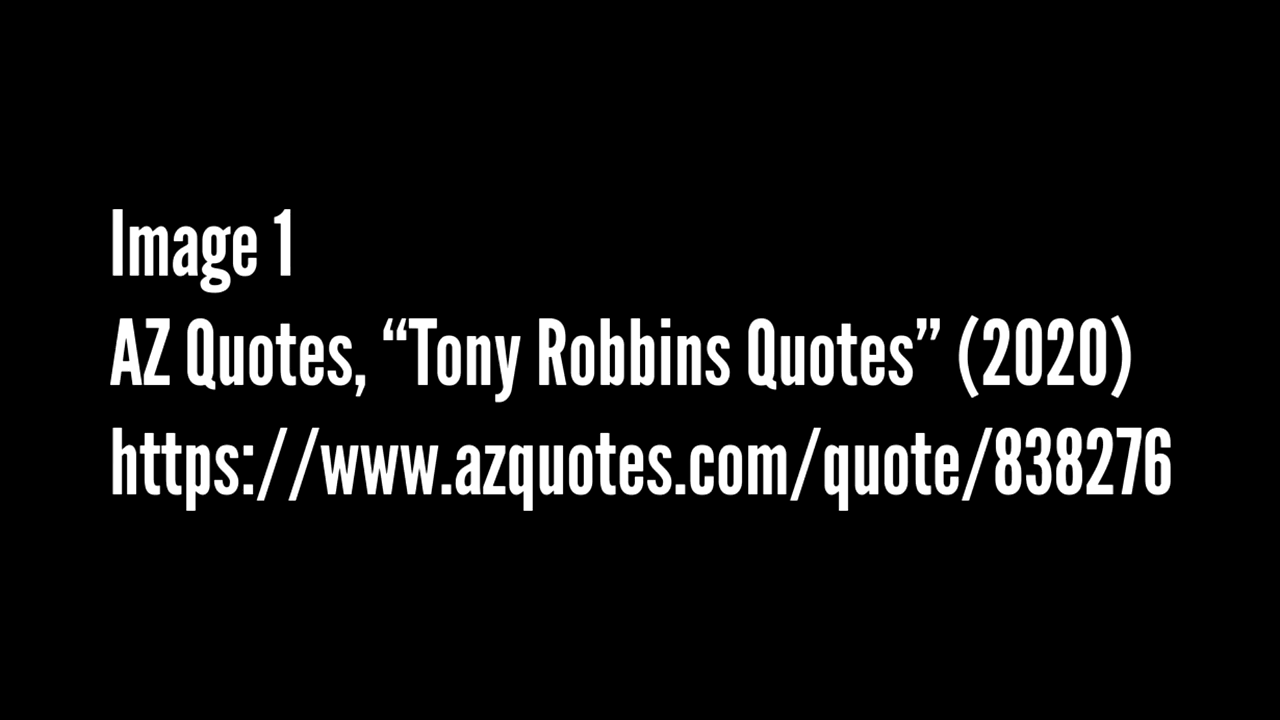 Image 1
AZ Quotes, “Tony Robbins Quotes” (2020)
https://www.azquotes.com/quote/838276